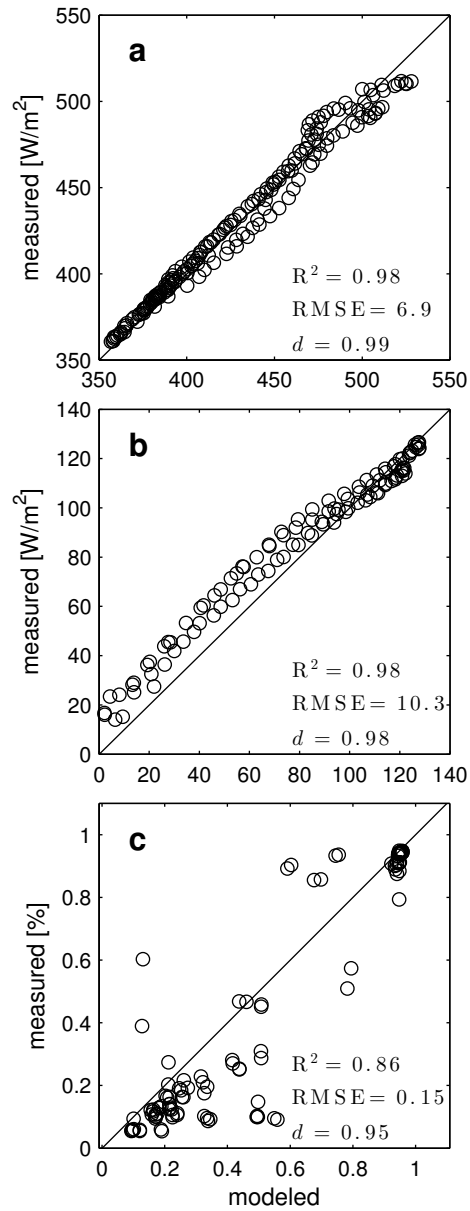 550
a
500
measured [W/m²]
450
400
R² = 0.98
RMSE= 6.9
d = 0.99
350
350 400 450 500 550
140
b
120
100
measured [W/m²]
80
60
40
R² = 0.98
20
RMSE= 10.3
d = 0.98
0
0 20 40 60 80 100 120 140
1
c
0.8
measured [%]
0.6
0.4
R² = 0.86
0.2
RMSE= 0.15
d = 0.95
0
0 0.2 0.4 0.6 0.8 1
modeled